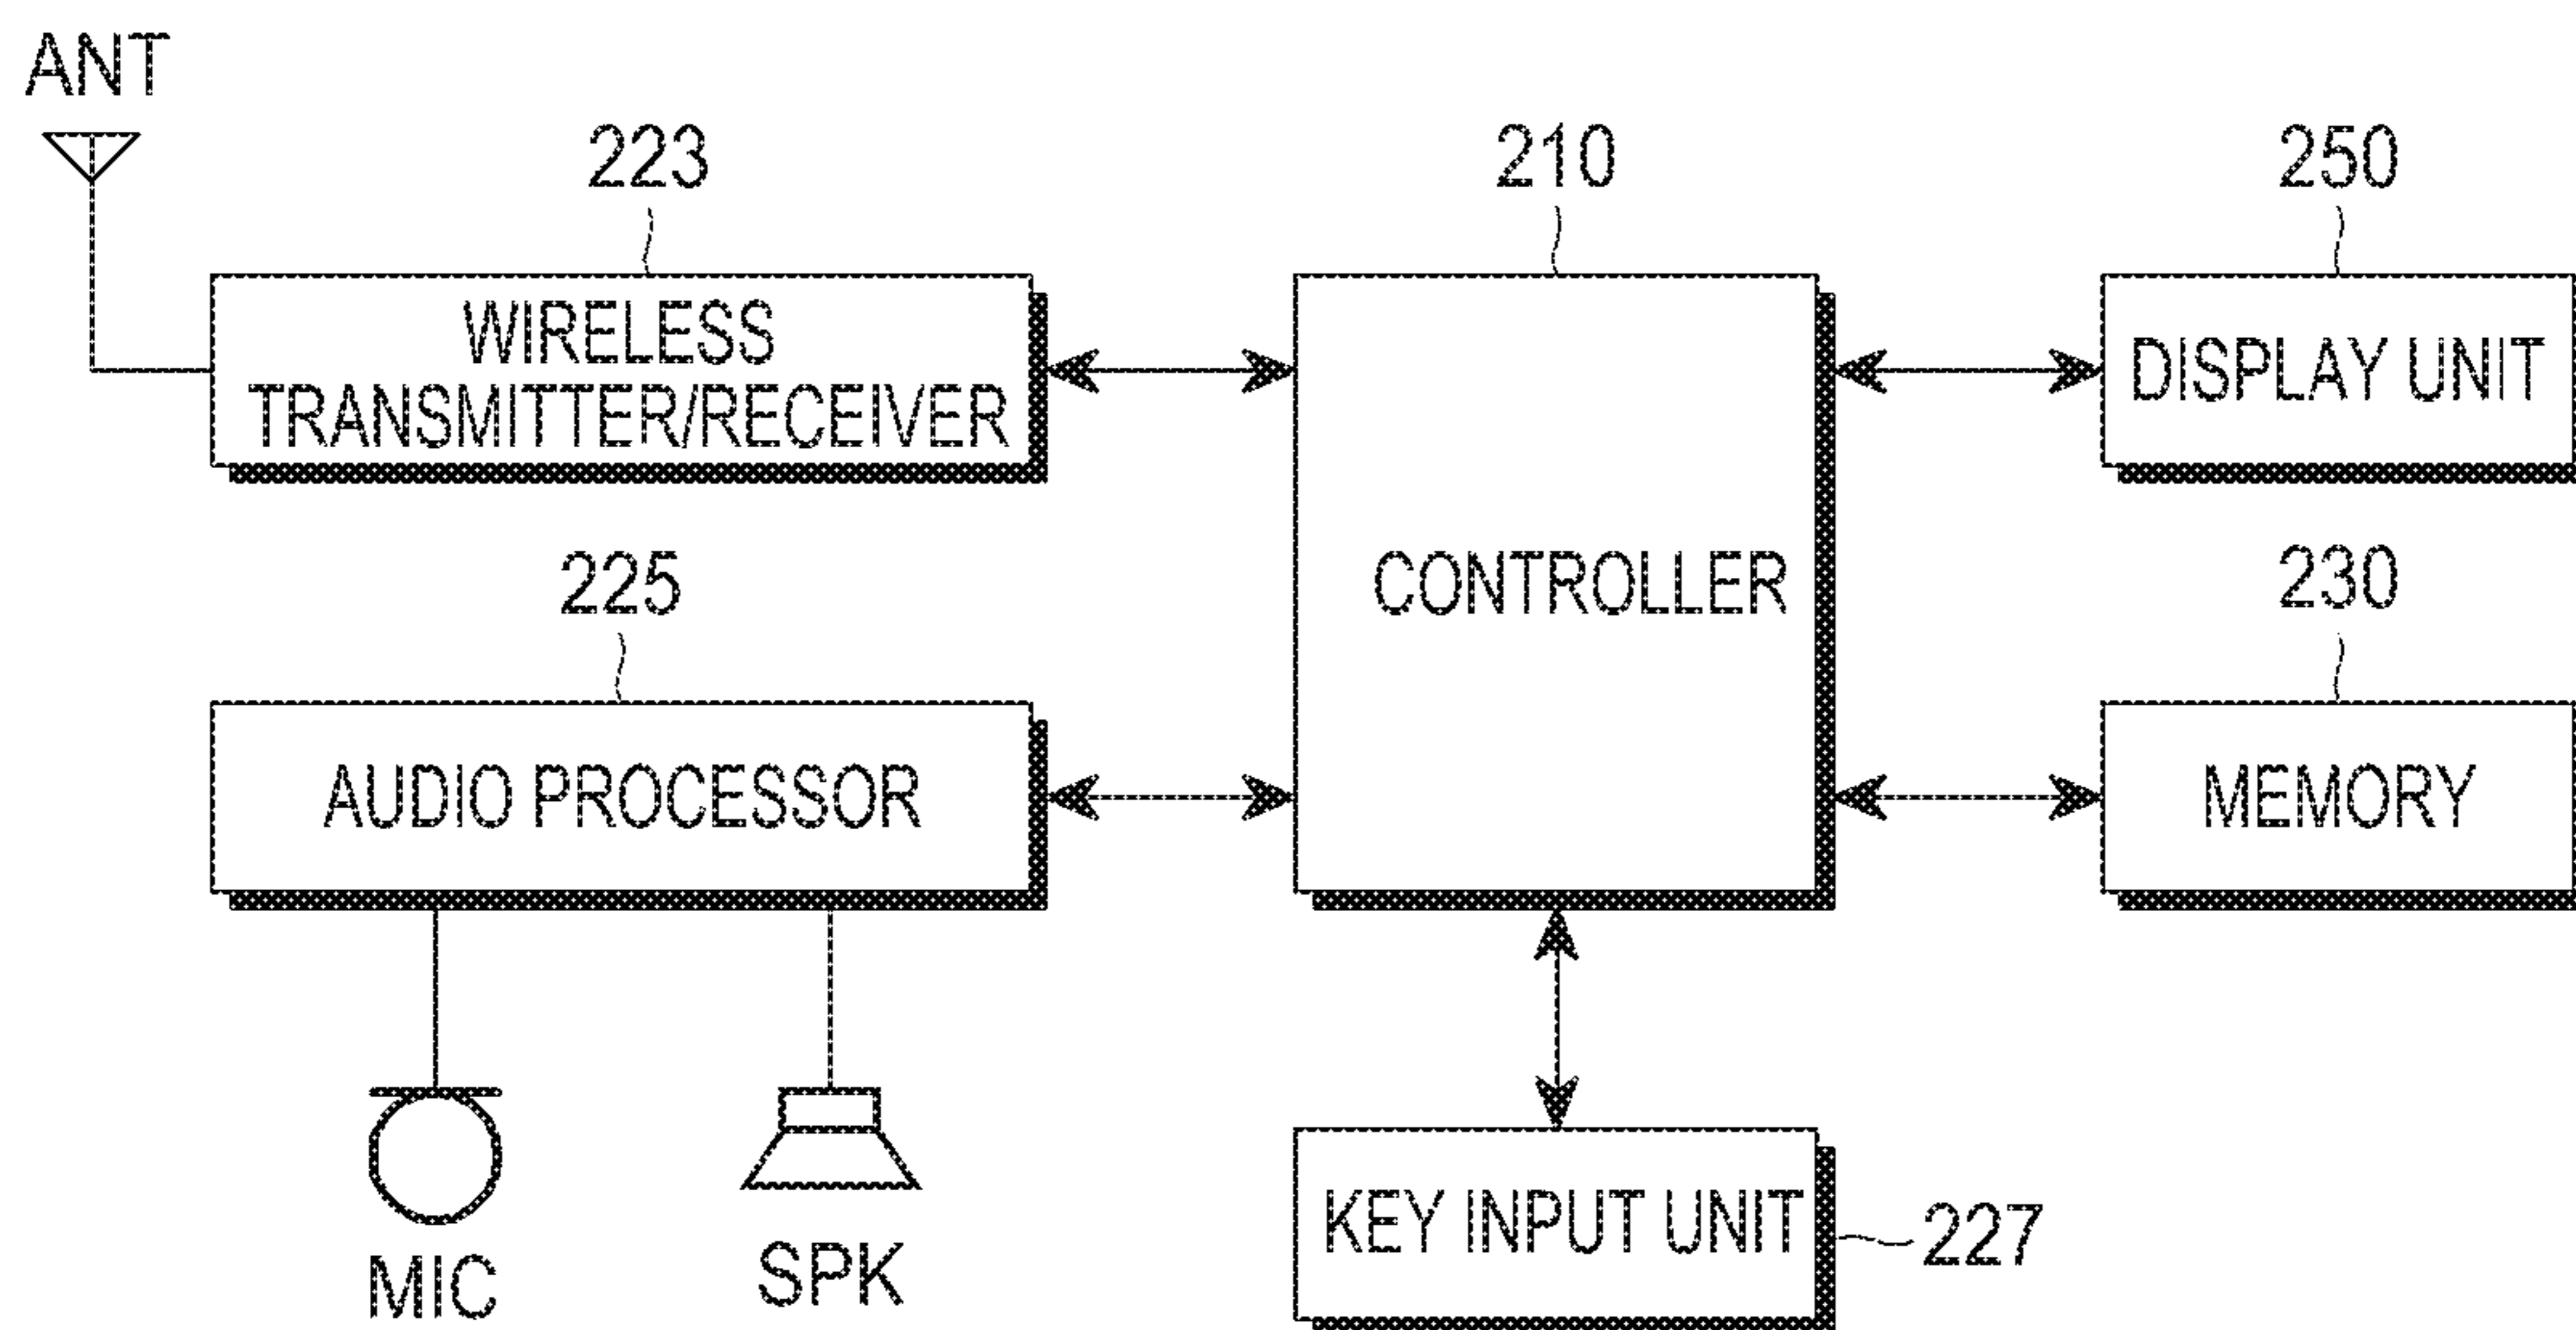 ANT
223
210
250
WIRELESS
TRANSMITTER/RECEIVER
DISPLAY UNIT
225
CONTROLLER
230
AUDIO PROCESSOR
MEMORY
KEY INPUT UNIT
227
MIC
SPK